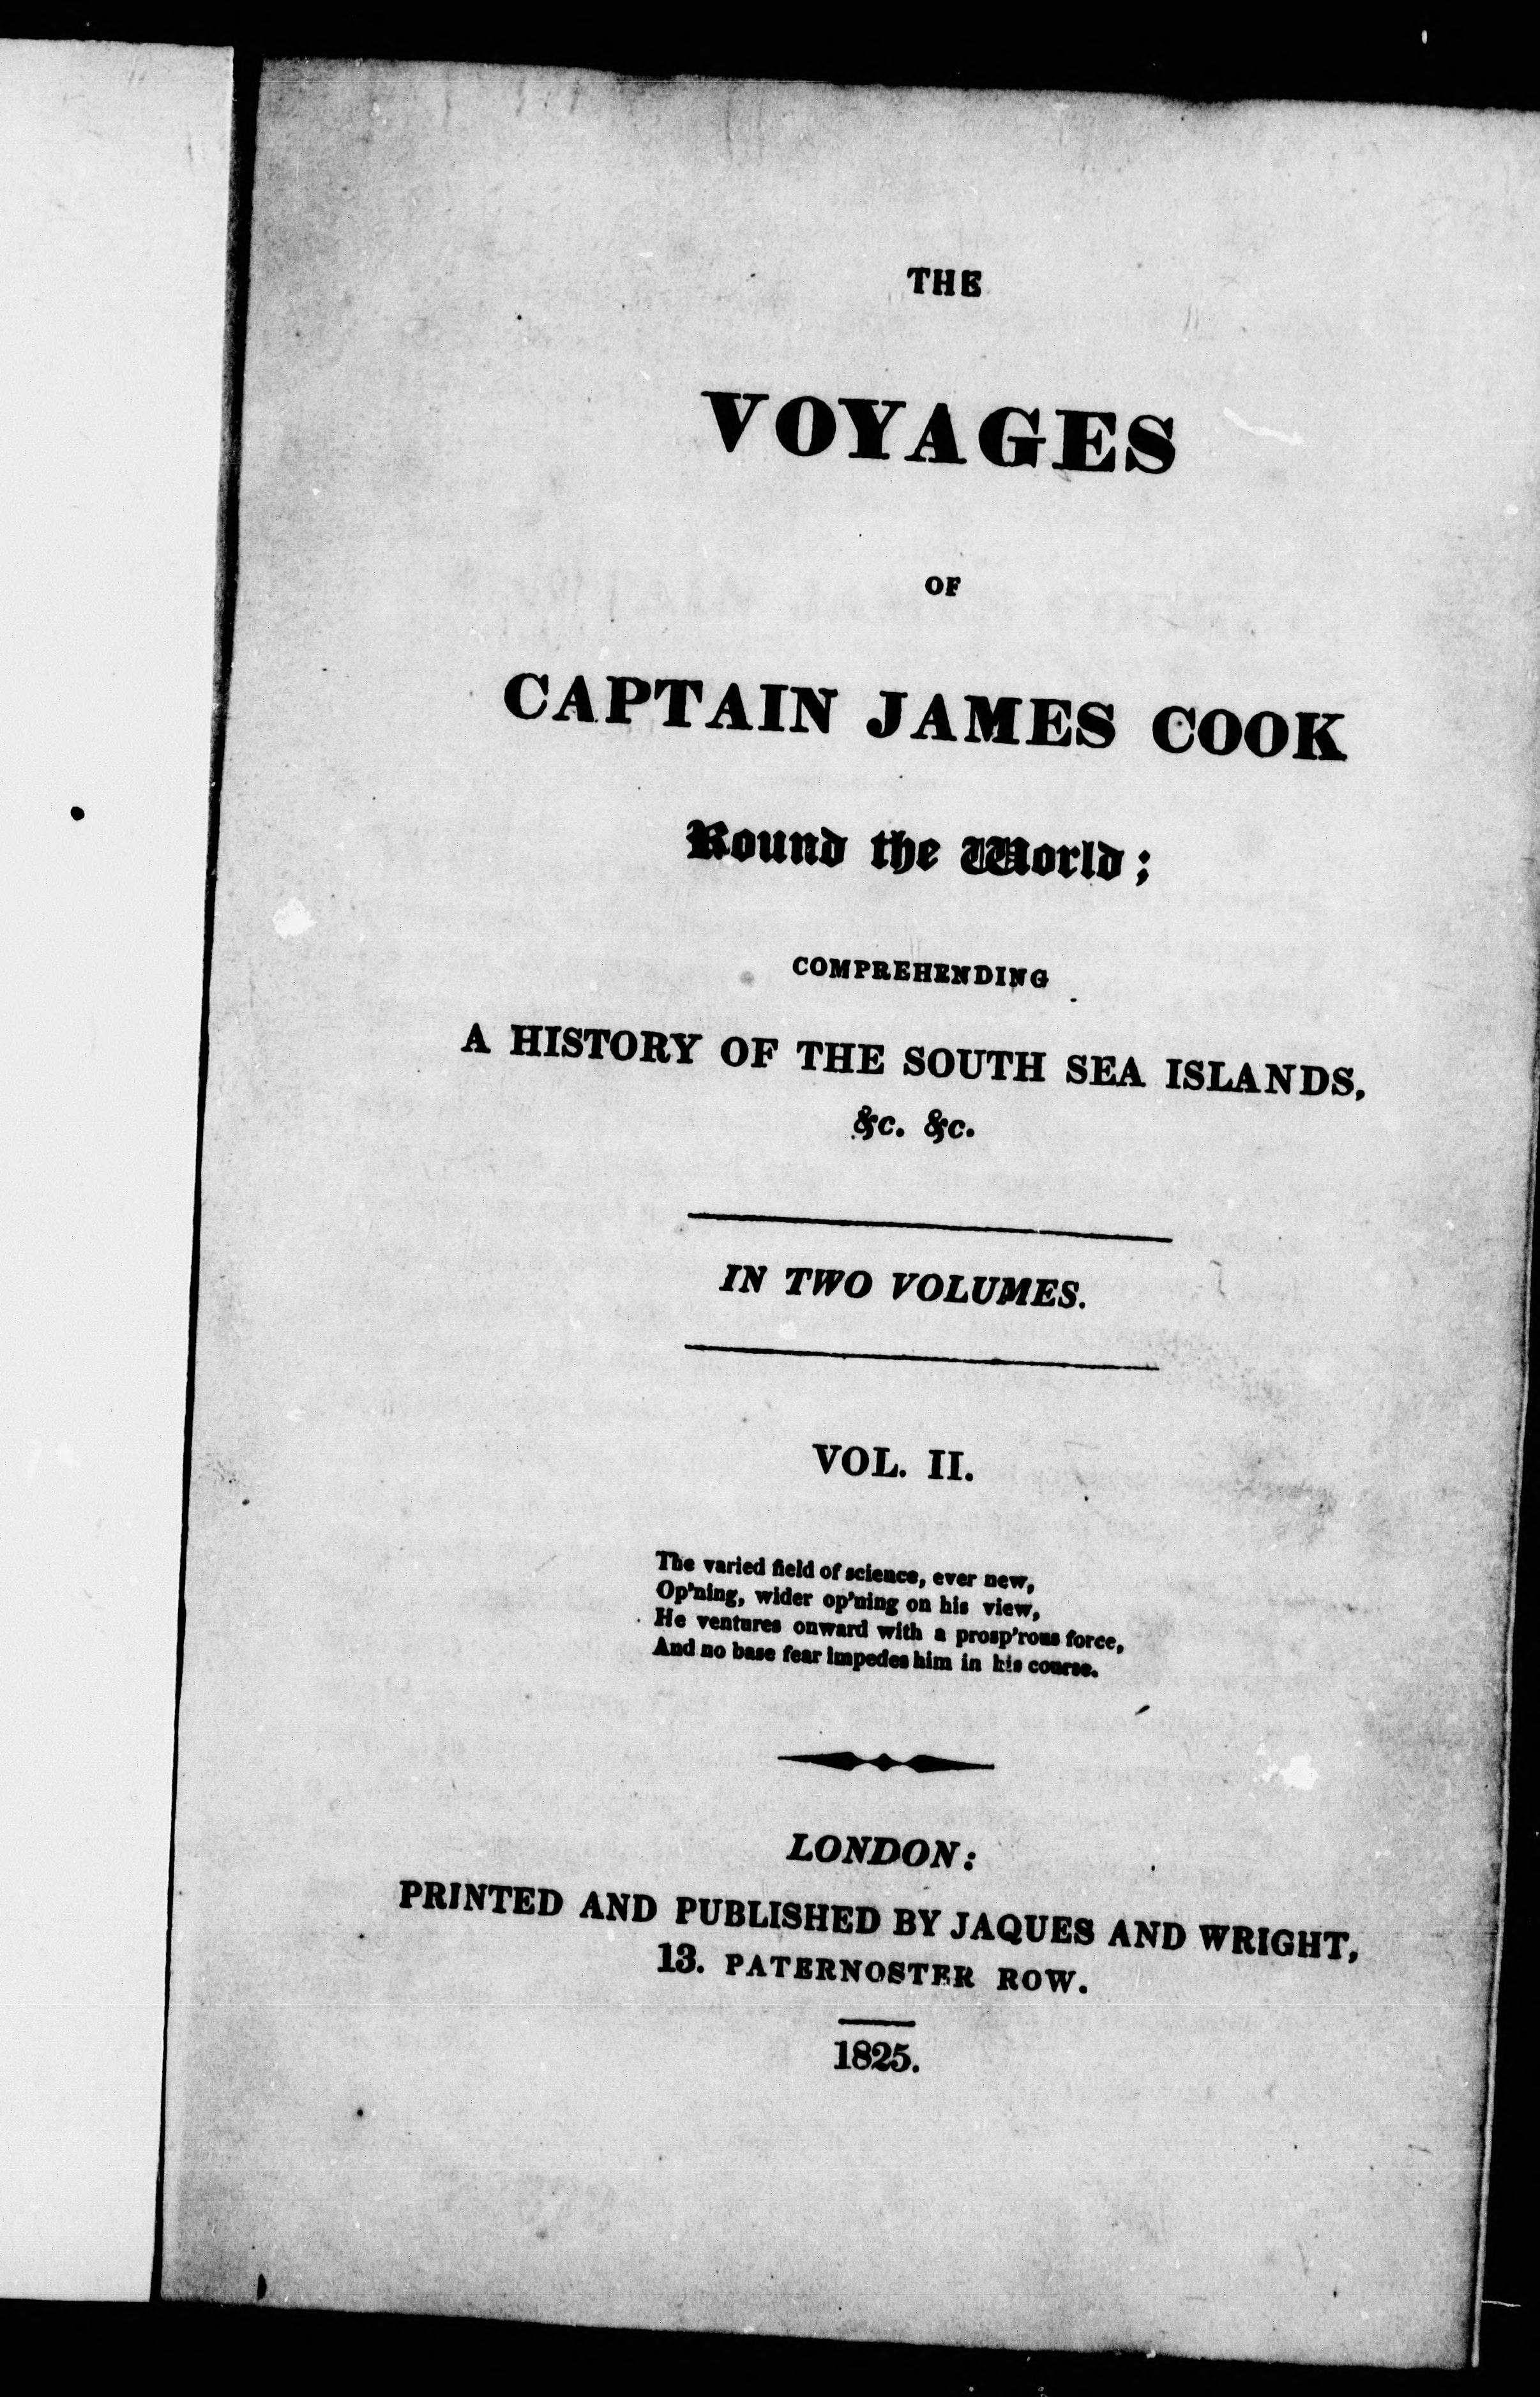 THE
VOYAGES
OF
CAPTAIN JAMES COOK
Round the World;
COMPREHENDING
A HISTORY OF THE SOUTH SEA ISLANDS,
&c. &c.
IN TWO VOLUMES.
VOL. II.
The varied field of science, ever new,
Op'ning, wider op'ning on his view,
He ventures onward with a prosp'rous force,
And no base fear impedes him in his course.
LONDON:
PRINTED AND PUBLISHED BY JAQUES AND WRIGHT,
13. PATERNOSTER ROW.
1825.